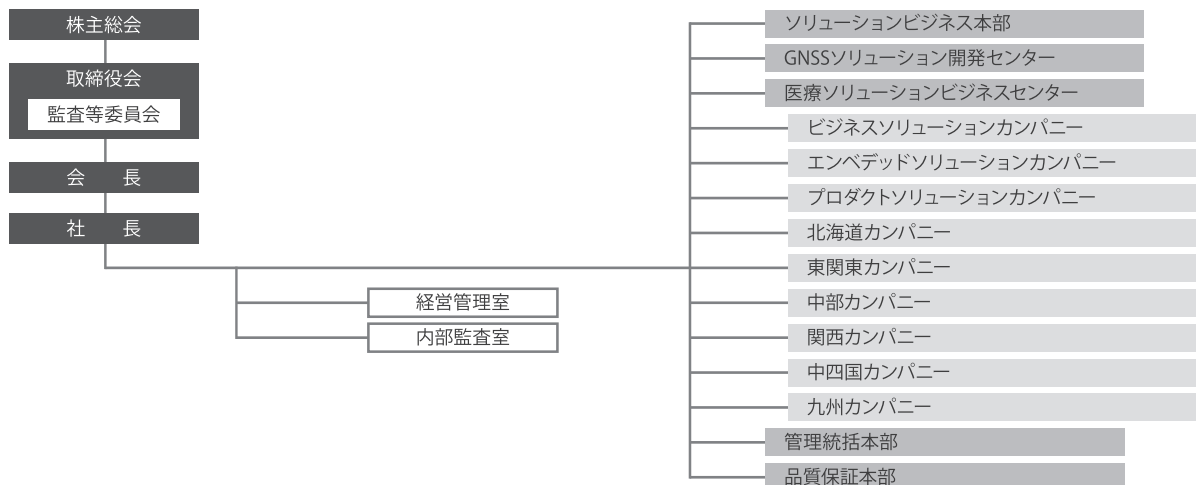 株主総会
取締役会
監査等委員会
会　長
社　長
経営管理室
内部監査室
ソリューションビジネス本部
GNSSソリューション開発センター
医療ソリューションビジネスセンター
ビジネスソリューションカンパニー
エンベデッドソリューションカンパニー
プロダクトソリューションカンパニー
北海道カンパニー
東関東カンパニー
中部カンパニー
関西カンパニー
中四国カンパニー
九州カンパニー
管理統括本部
品質保証本部